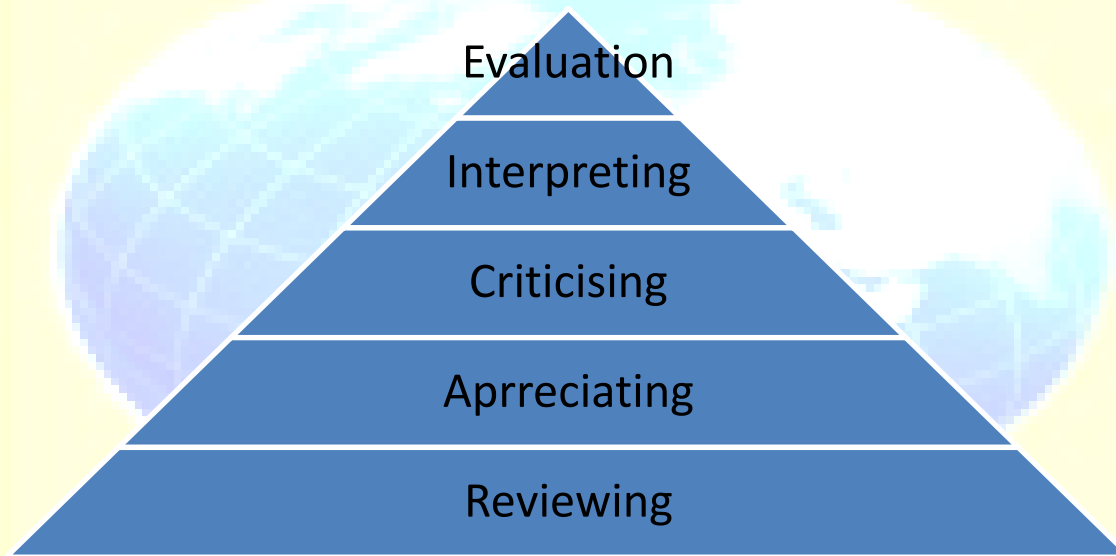 Evaluation
Interpreting
Criticising
Aprreciating
Reviewing